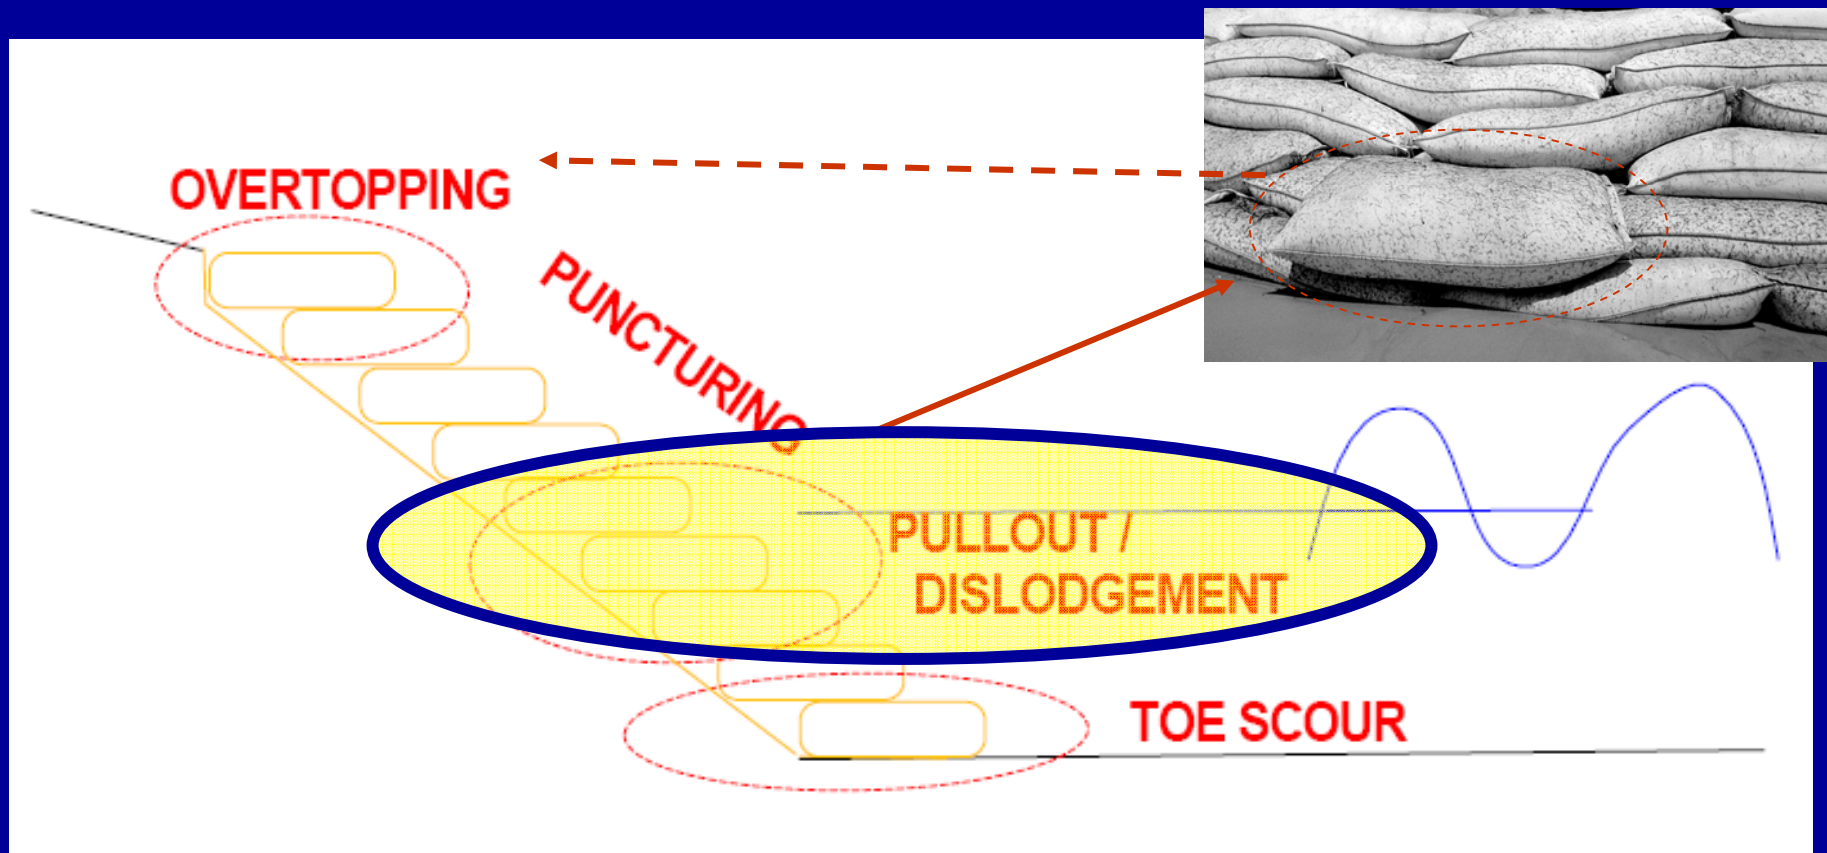 OVERTOPPING
PUNCTURING
PULLOUT /
DISLODGEMENT
TOE SCOUR